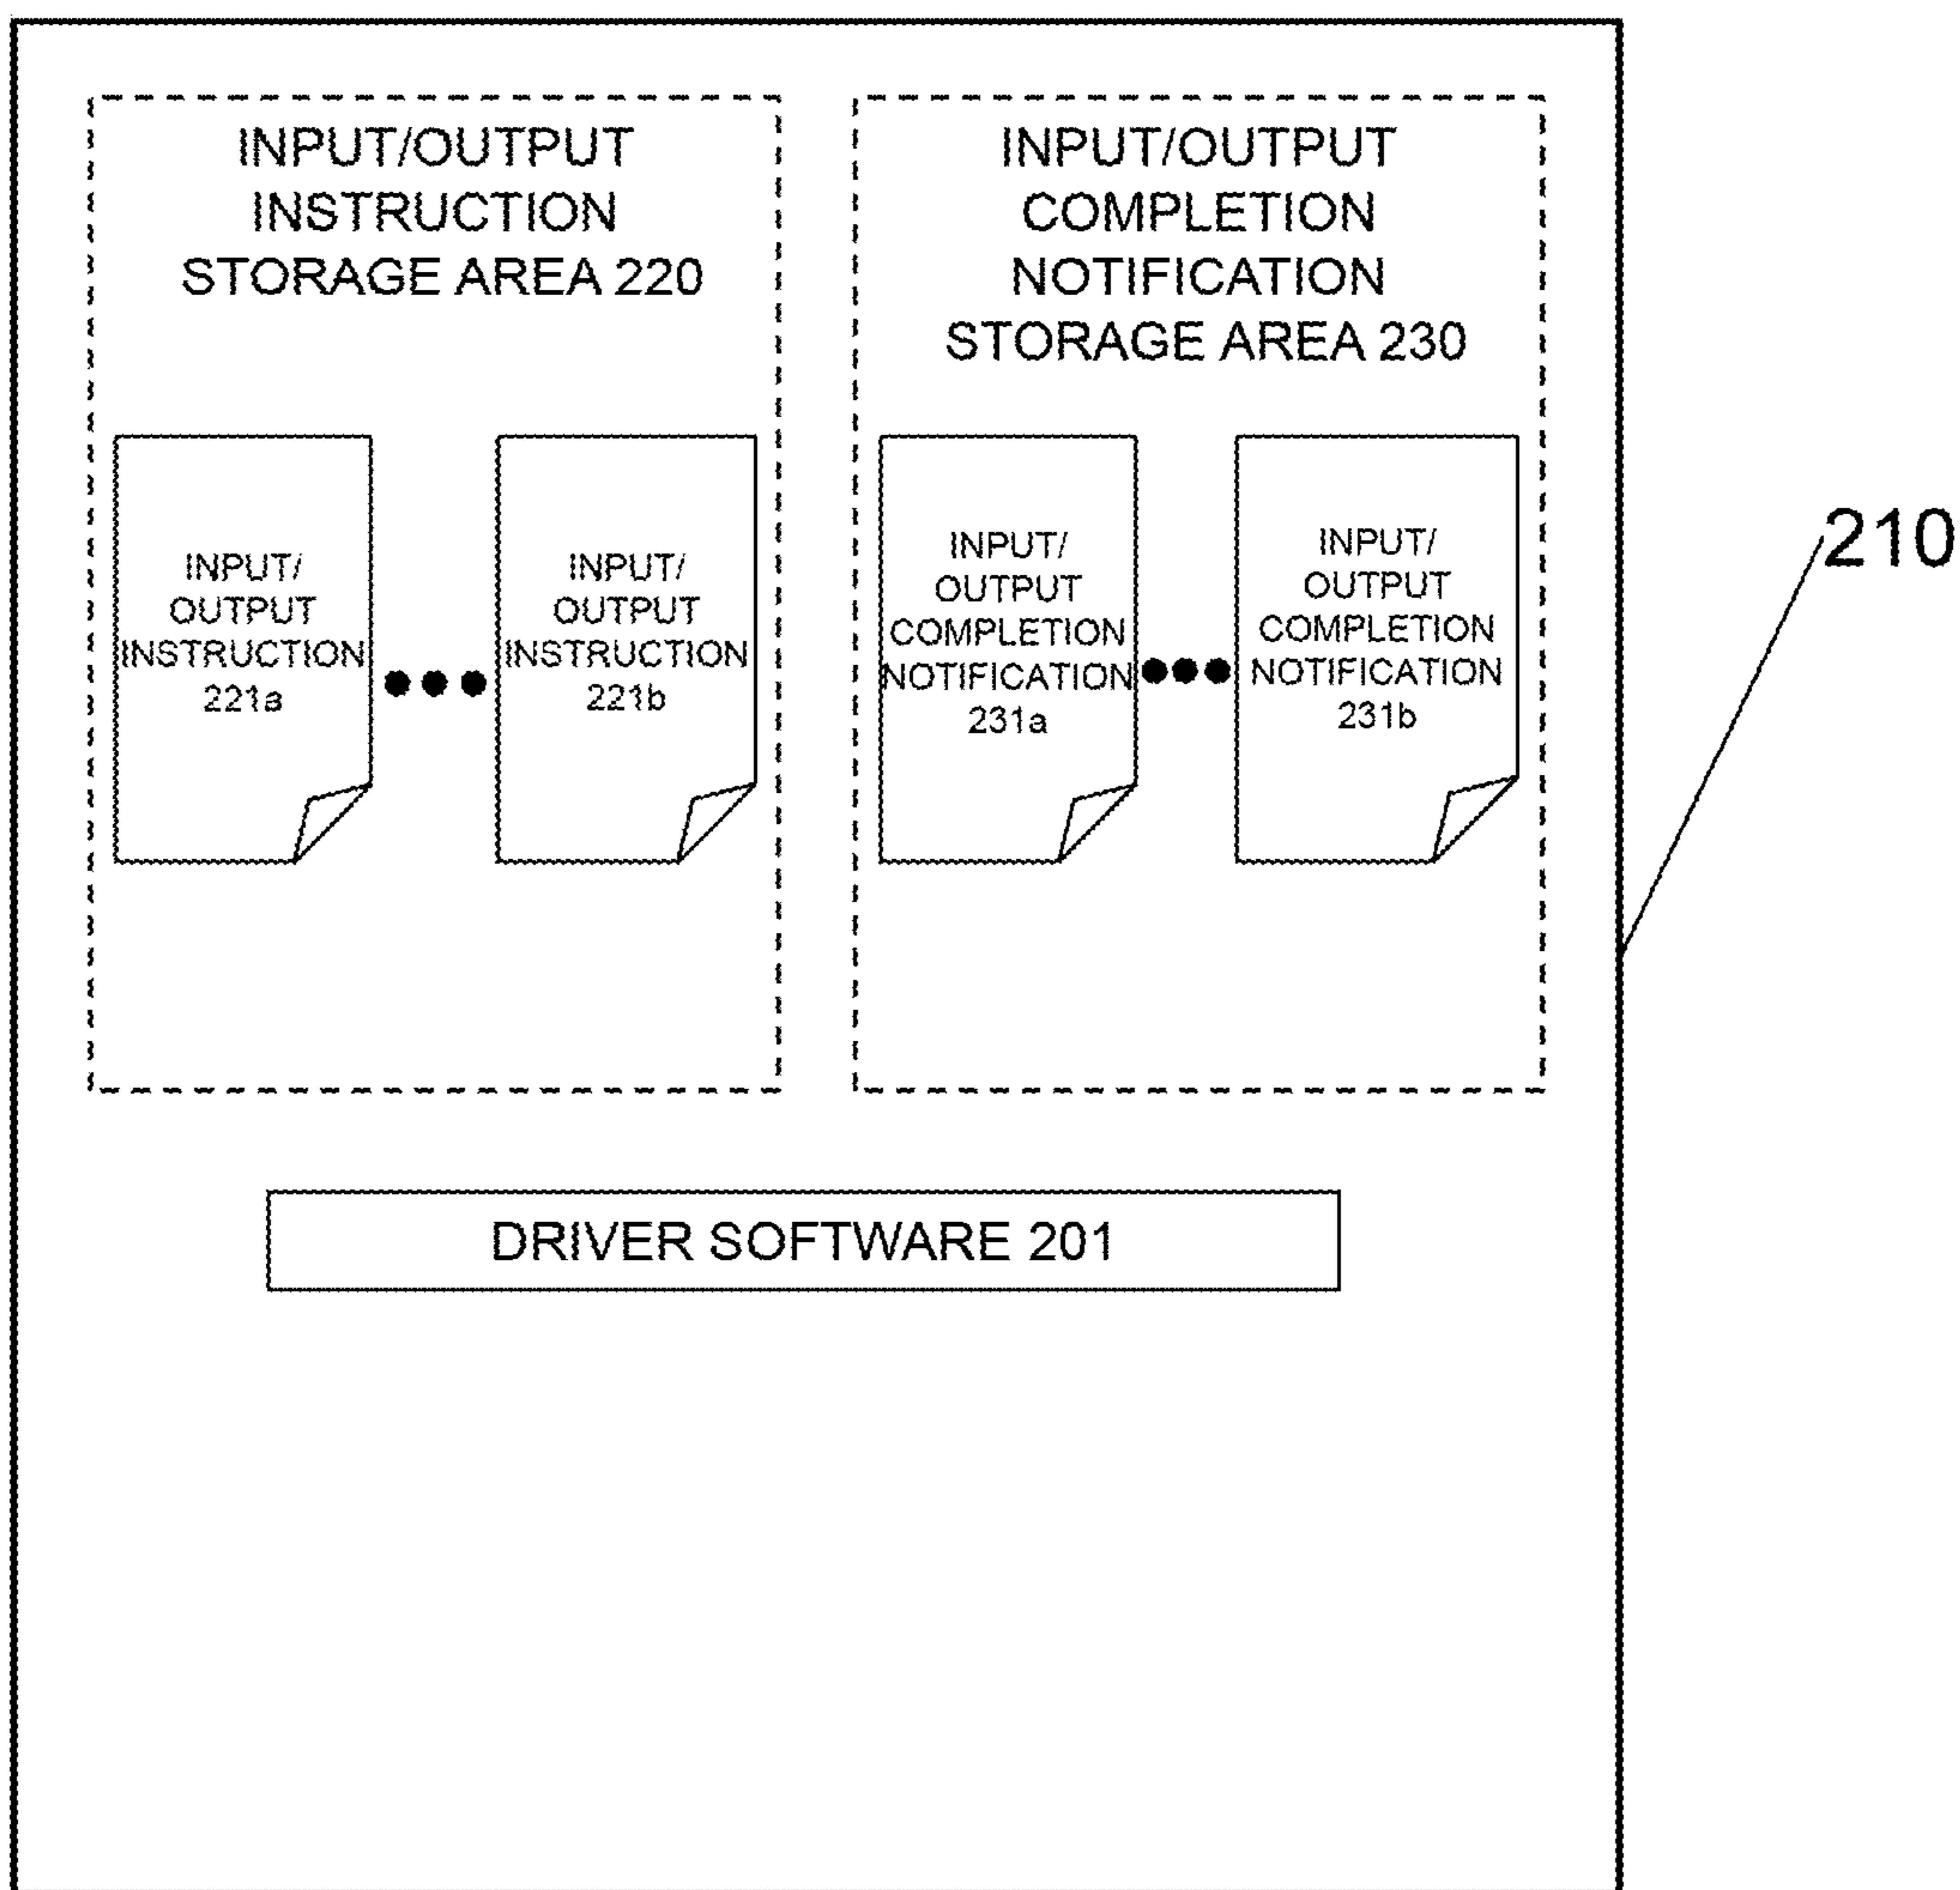 INPUT/OUTPUT
INSTRUCTION
STORAGE AREA 220
INPUT/OUTPUT
COMPLETION
NOTIFICATION
STORAGE AREA 230
INPUT/
OUTPUT
INSTRUCTION
221a
INPUT/
OUTPUT
INSTRUCTION
221b
INPUT/
OUTPUT
COMPLETION
NOTIFICATION
231a
INPUT/
OUTPUT
COMPLETION
NOTIFICATION
231b
210
DRIVER SOFTWARE 201